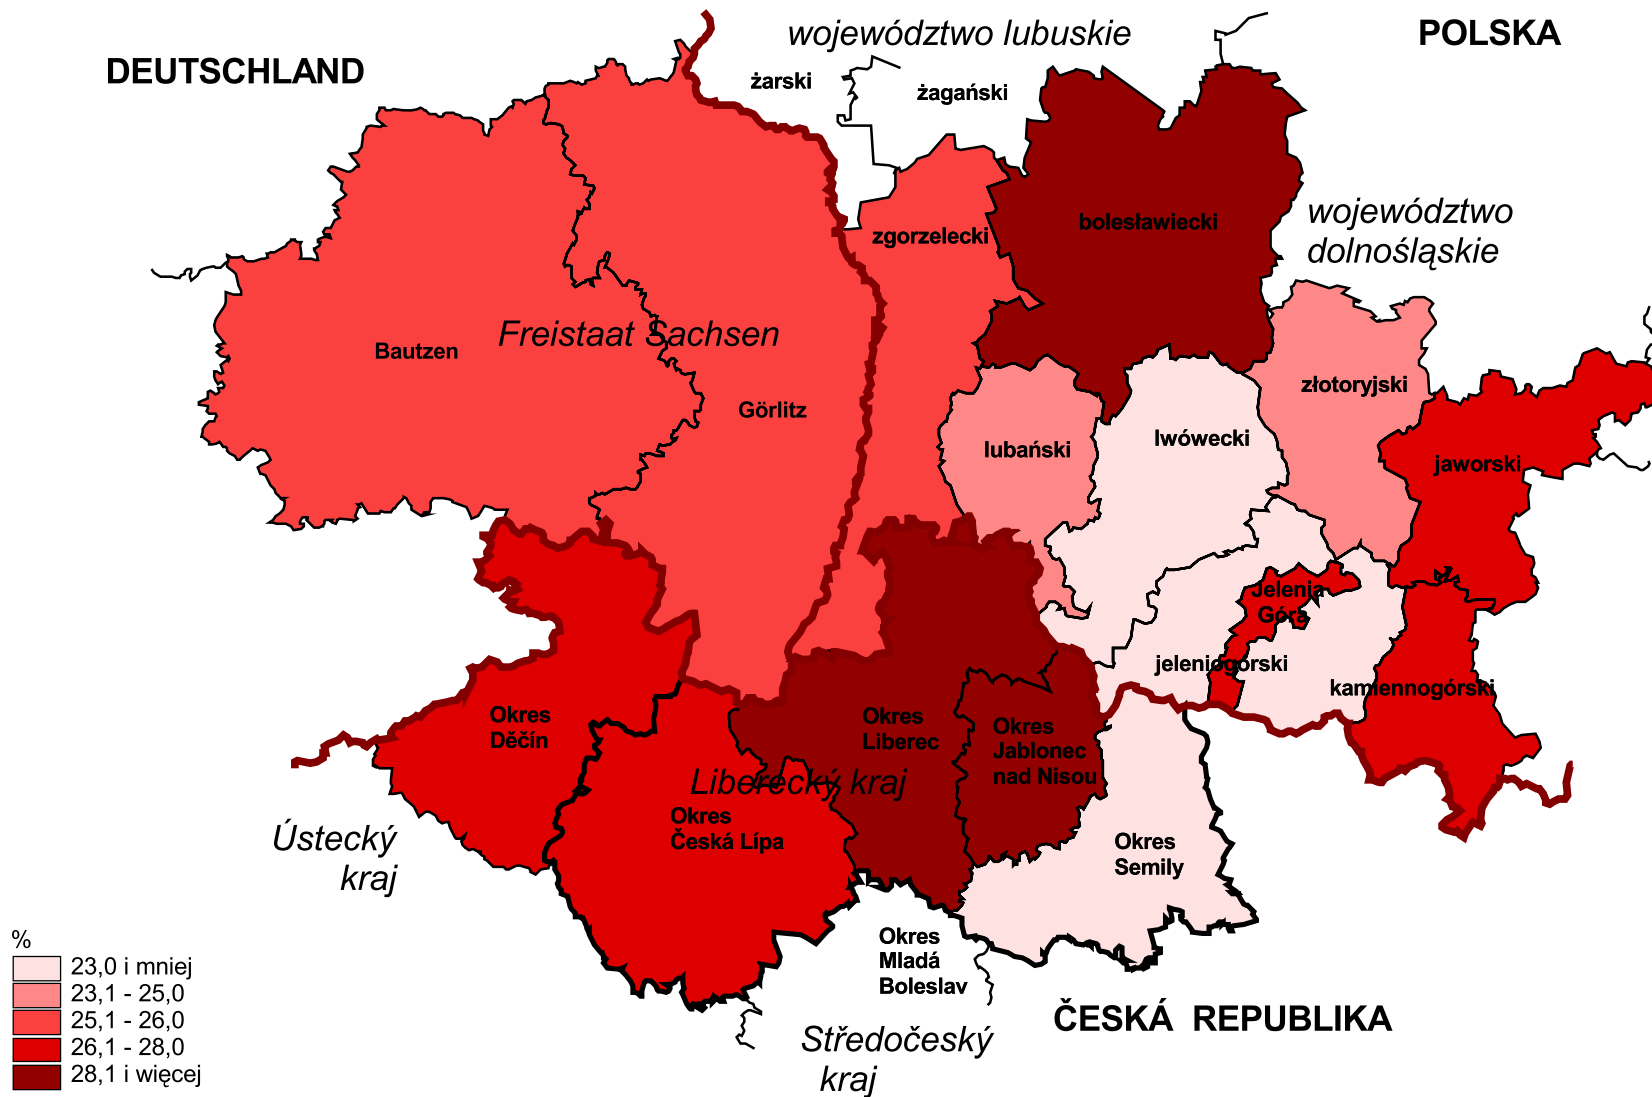 województwo lubuskie
POLSKA
DEUTSCHLAND
żarski
żagański
województwo
dolnośląskie
bolesławiecki
zgorzelecki
Freistaat Sachsen
Bautzen
Görlitz
złotoryjski
lubański
lwówecki
jaworski
Jelenia
Góra
jeleniogórski
kamiennogórski
Okres
Děčín
Okres
Liberec
Okres
Jablonec
nad Nisou
Liberecký kraj
Okres
Česká Lípa
Ústecký
kraj
Okres
Semily
Okres
Mladá
Boleslav
ČESKÁ REPUBLIKA
Středočeský
kraj
%
23,0 i mniej
23,1 - 25,0
25,1 - 26,0
26,1 - 28,0
28,1 i więcej